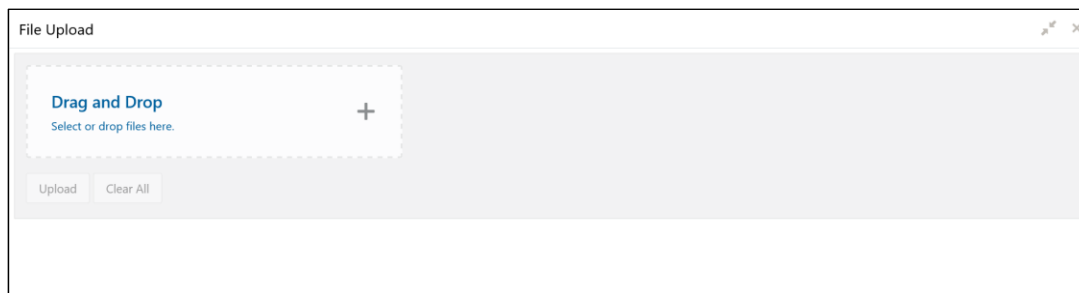 File Upload
Drag and Drop
Select or drop files here.
Upload Clear All